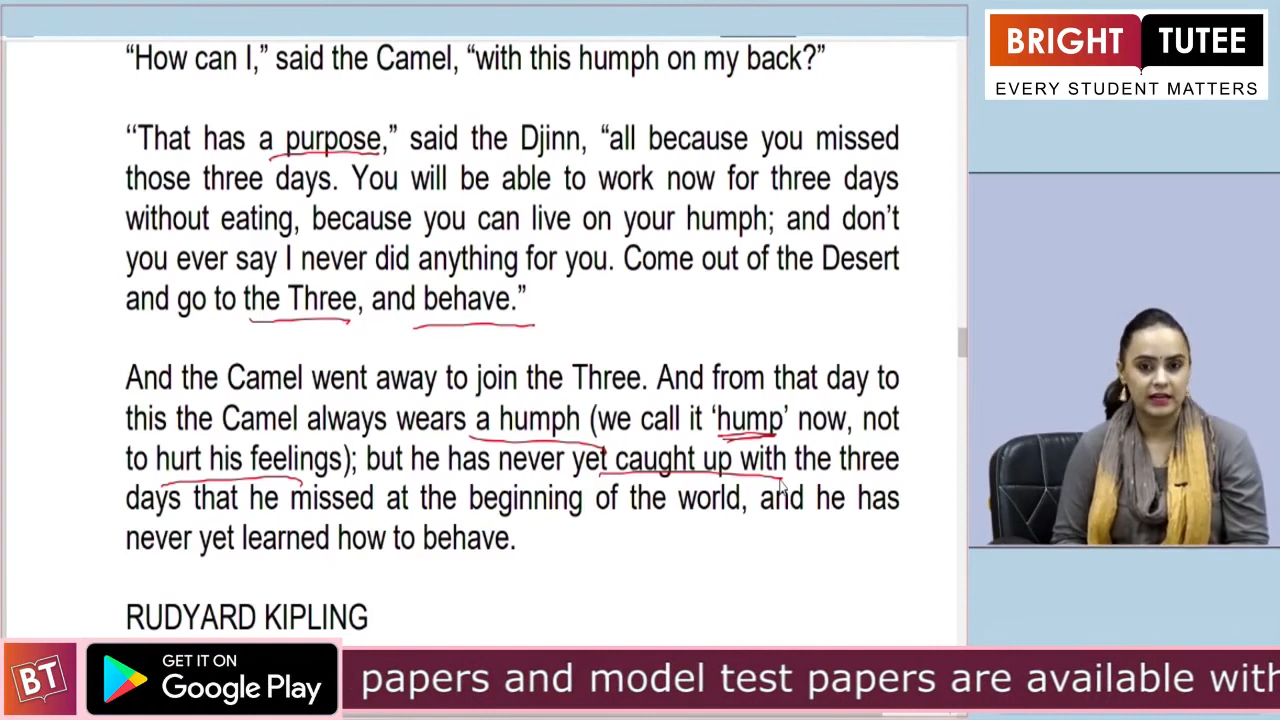 “How can I,” said the Camel, “with this humph on my back?”
“That has a purpose,” said the Djinn, “all because you missed
those three days. You will be able to work now for three days
without eating, because you can live on your humph; and don’t
you ever say I never did anything for you. Come out of the Desert
and go to the Three, and behave.”
And the Camel went away to join the Three. And from that day to
this the Camel always wears a humph (we call it ‘hump’ now, not
to hurt his feelings); but he has never yet caught up with the three
days that he missed at the beginning of the world, and he has
never yet learned how to behave.
RUDYARD KIPLING
BRIGHT TUTEE
EVERY STUDENT MATTERS
BT
GET IT ON
Google Play
papers and model test papers are available with